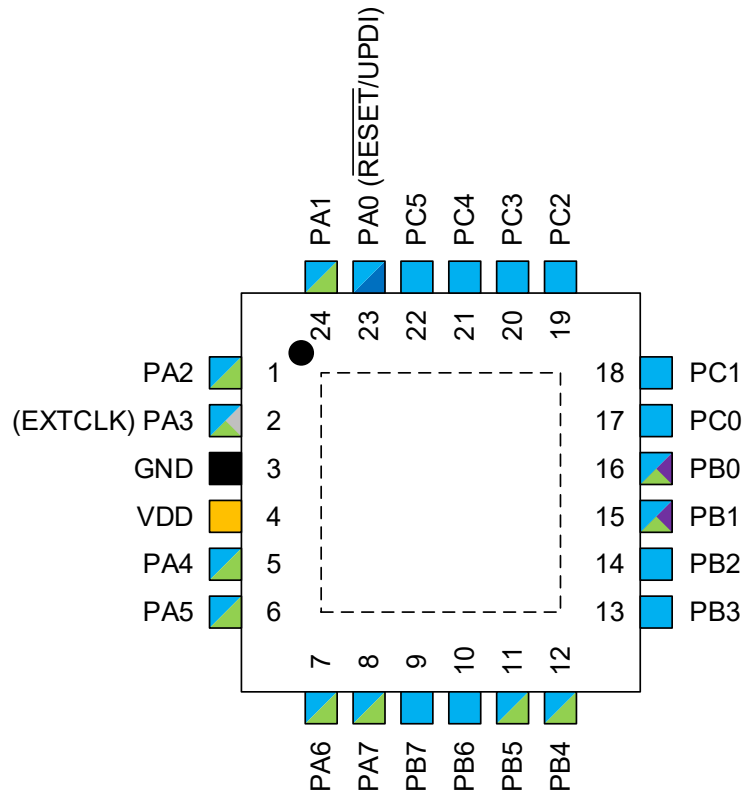 PA1
PA0 (RESET/UPDI)
PC5
PC4
PC3
PC2
24
23
22
21
20
19
PA2 1
(EXTCLK) PA3 2
GND 3
VDD 4
PA4 5
PA5 6
18 PC1
17 PC0
16 PB0
15 PB1
14 PB2
13 PB3
7
8
9
10
11
12
PA6
PA7
PB7
PB6
PB5
PB4